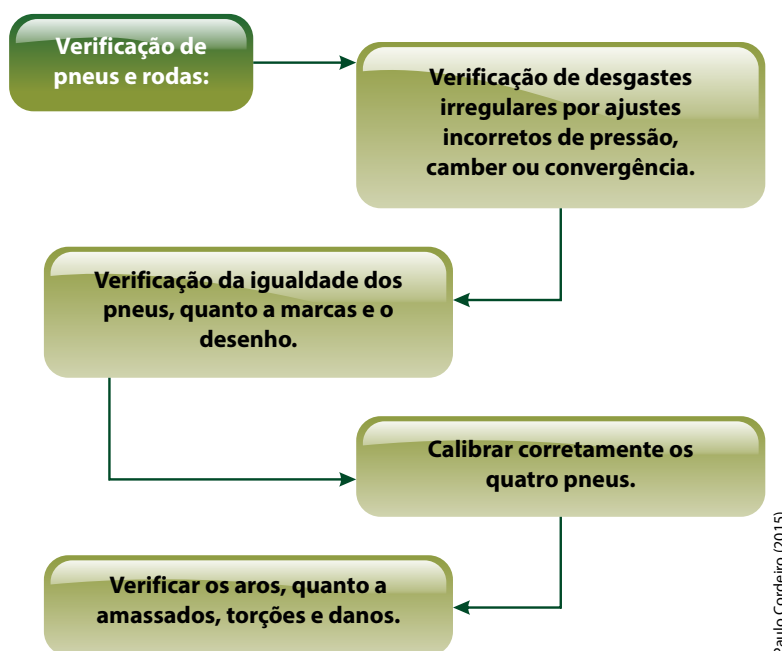 Verificação de
pneus e rodas:
Verificação de desgastes
irregulares por ajustes
incorretos de pressão,
camber ou convergência.
Verificação da igualdade dos
pneus, quanto a marcas e o
desenho.
Calibrar corretamente os
quatro pneus.
Verificar os aros, quanto a
amassados, torções e danos.
Paulo Cordeiro (2015)